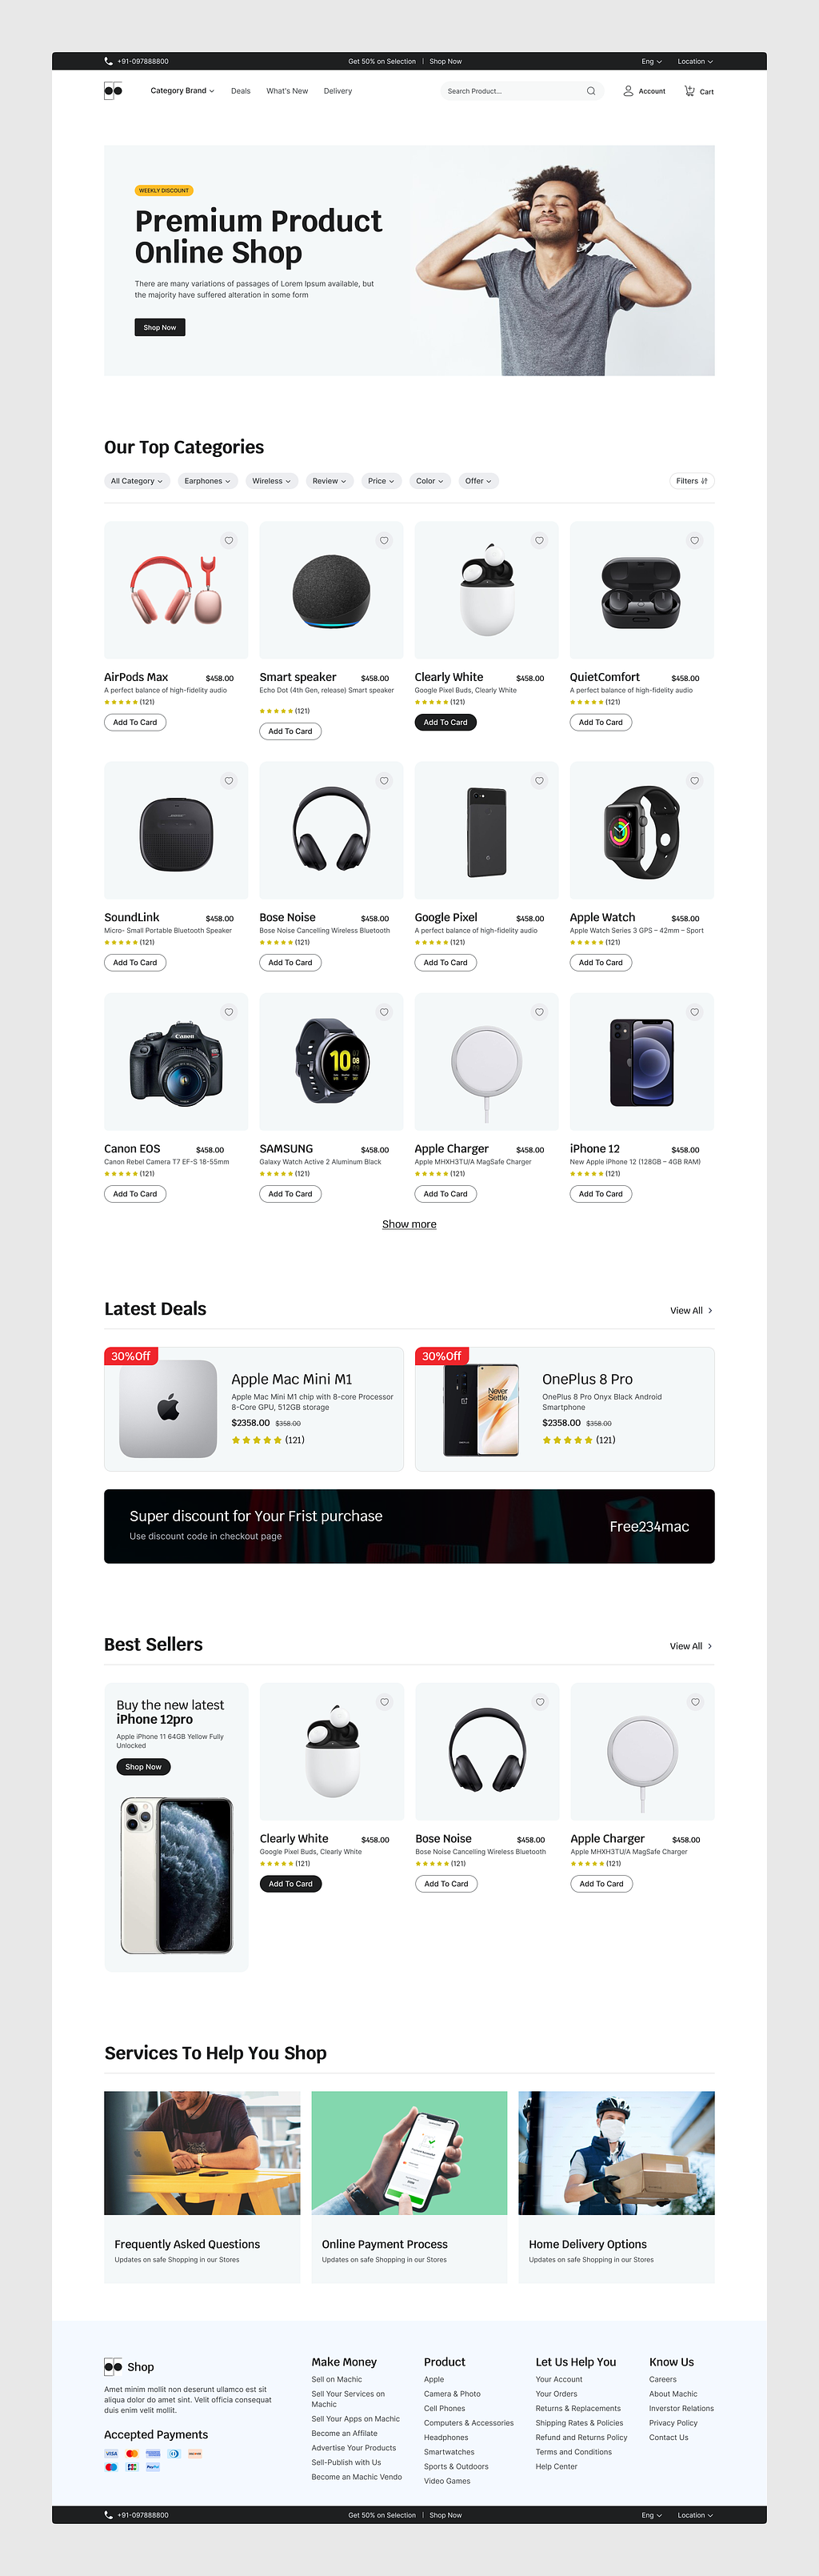 +91-097888800 Get 50% on Selection | Shop Now Eng Location
Category Brand Deals What's New Delivery Search Product... Account Cart
WEEKLY DISCOUNT
Premium Product
Online Shop
There are many variations of passages of Lorem Ipsum available, but
the majority have suffered alteration in some form
Shop Now
Our Top Categories
All Category Earphones Wireless Review Price Color Offer Filters
AirPods Max $458.00
A perfect balance of high-fidelity audio
(121)
Add To Card
Smart speaker $458.00
Echo Dot (4th Gen, release) Smart speaker
(121)
Add To Card
Clearly White $458.00
Google Pixel Buds, Clearly White
(121)
Add To Card
QuietComfort $458.00
A perfect balance of high-fidelity audio
(121)
Add To Card
SoundLink $458.00
Micro- Small Portable Bluetooth Speaker
(121)
Add To Card
Bose Noise $458.00
Bose Noise Cancelling Wireless Bluetooth
(121)
Add To Card
Google Pixel $458.00
A perfect balance of high-fidelity audio
(121)
Add To Card
Apple Watch $458.00
Apple Watch Series 3 GPS – 42mm – Sport
(121)
Add To Card
Canon
Canon EOS $458.00
Canon Rebel Camera T7 EF-S 18-55mm
(121)
Add To Card
10
08
09
SAMSUNG $458.00
Galaxy Watch Active 2 Aluminum Black
(121)
Add To Card
Apple Charger $458.00
Apple MHXH3TU/A MagSafe Charger
(121)
Add To Card
iPhone 12 $458.00
New Apple iPhone 12 (128GB – 4GB RAM)
(121)
Add To Card
Show more
Latest Deals View All
30%Off
Apple Mac Mini M1
Apple Mac Mini M1 chip with 8-core Processor
8-Core GPU, 512GB storage
$2358.00 $358.00
(121)
30%Off
Never
Settle
OnePlus 8 Pro
OnePlus 8 Pro Onyx Black Android
Smartphone
$2358.00 $358.00
(121)
Super discount for Your Frist purchase
Use discount code in checkout page
Free234mac
Best Sellers View All
Buy the new latest
iPhone 12pro
Apple iPhone 11 64GB Yellow Fully
Unlocked
Shop Now
Clearly White $458.00
Google Pixel Buds, Clearly White
(121)
Add To Card
Bose Noise $458.00
Bose Noise Cancelling Wireless Bluetooth
(121)
Add To Card
Apple Charger $458.00
Apple MHXH3TU/A MagSafe Charger
(121)
Add To Card
Services To Help You Shop
Frequently Asked Questions
Updates on safe Shopping in our Stores
Online Payment Process
Updates on safe Shopping in our Stores
Home Delivery Options
Updates on safe Shopping in our Stores
Shop
Amet minim mollit non deserunt ullamco est sit
aliqua dolor do amet sint. Velit officia consequat
duis enim velit mollit.
Accepted Payments
VISA
JCB PayPal
Make Money
Sell on Machic
Sell Your Services on
Machic
Sell Your Apps on Machic
Become an Affilate
Advertise Your Products
Sell-Publish with Us
Become an Machic Vendo
Product
Apple
Camera & Photo
Cell Phones
Computers & Accessories
Headphones
Smartwatches
Sports & Outdoors
Video Games
Let Us Help You
Your Account
Your Orders
Returns & Replacements
Shipping Rates & Policies
Refund and Returns Policy
Terms and Conditions
Help Center
Know Us
Careers
About Machic
Inverstor Relations
Privacy Policy
Contact Us
+91-097888800 Get 50% on Selection | Shop Now Eng Location